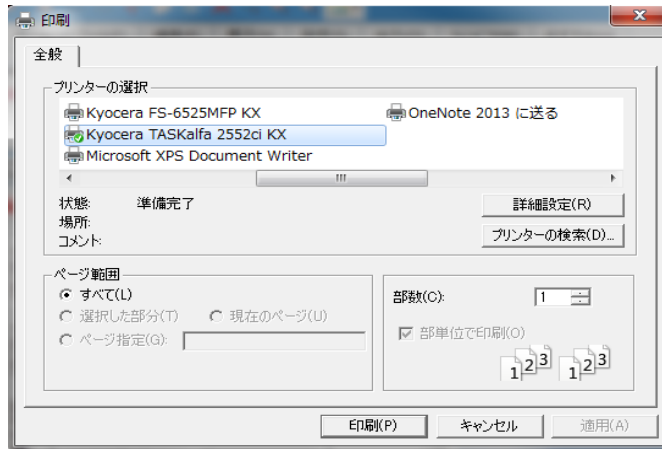 印刷
全般
プリンターの選択
Kyocera FS-6525MFP KX
OneNote 2013 に送る
Kyocera TASKalfa 2552ci KX
Microsoft XPS Document Writer
状態: 準備完了
詳細設定(R)
場所:
コメント:
プリンターの検索(D)...
ページ範囲
すべて(L)
選択した部分(T) 現在のページ(U)
ページ指定(G):
部数(C): 1
部単位で印刷(O)
1 2 3 1 2 3
印刷(P) キャンセル 適用(A)